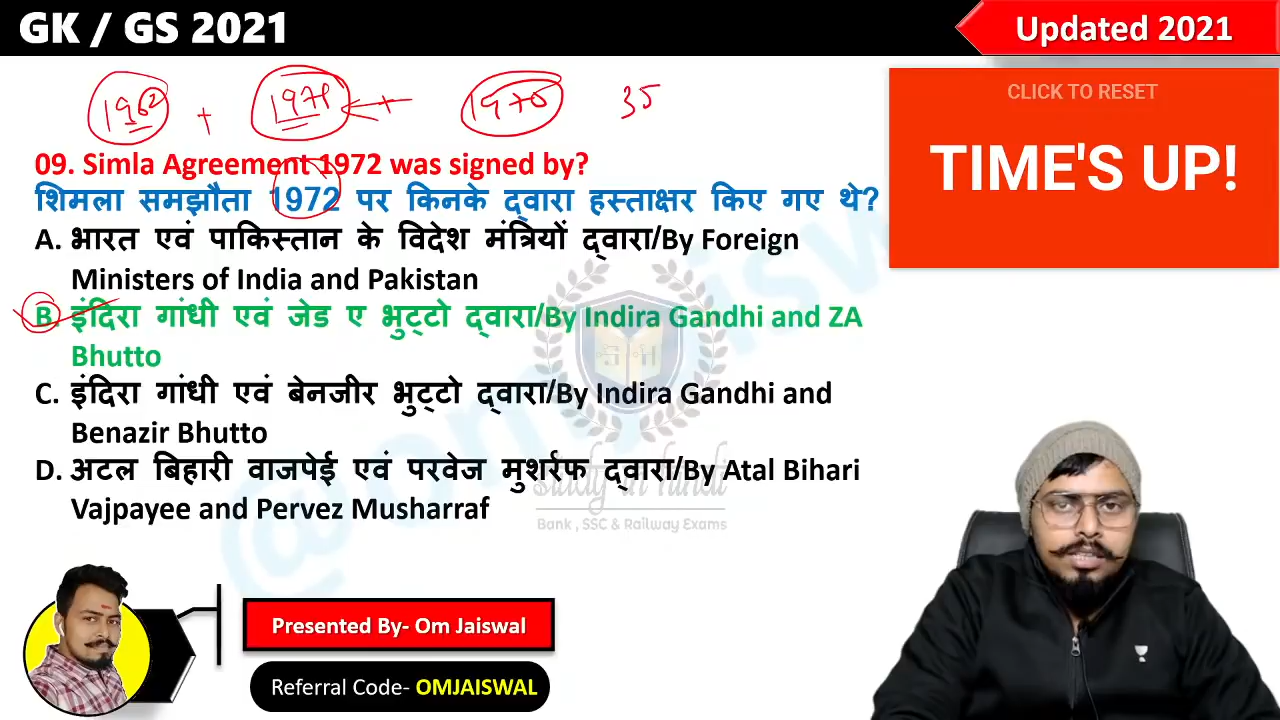 GK / GS 2021
Updated 2021
CLICK TO RESET
TIME'S UP!
1962 + 1971 1975 35
09. Simla Agreement 1972 was signed by?
शिमला समझौता 1972 पर किनके द्वारा हस्ताक्षर किए गए थे?
A. भारत एवं पाकिस्तान के विदेश मंत्रियों द्वारा/By Foreign
Ministers of India and Pakistan
B. इंदिरा गांधी एवं जेड ए भुट्टो द्वारा/By Indira Gandhi and ZA
Bhutto
C. इंदिरा गांधी एवं बेनजीर भुट्टो द्वारा/By Indira Gandhi and
Benazir Bhutto
D. अटल बिहारी वाजपेई एवं परवेज मुशर्रफ द्वारा/By Atal Bihari
Vajpayee and Pervez Musharraf
Study in hindi
Bank , SSC & Railway Exams
Presented By- Om Jaiswal
Referral Code- OMJAISWAL